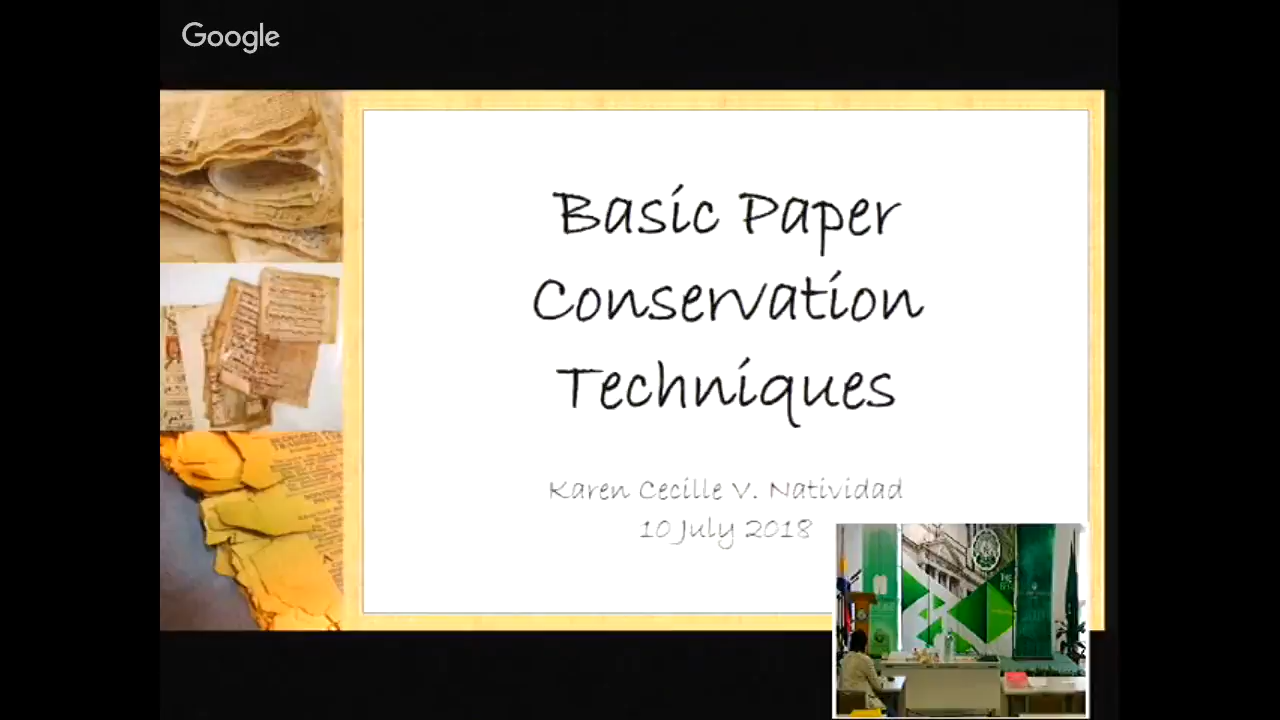 Google
Basic Paper
Conservation
Techniques
Karen Cecille V. Natividad
10 July 2018